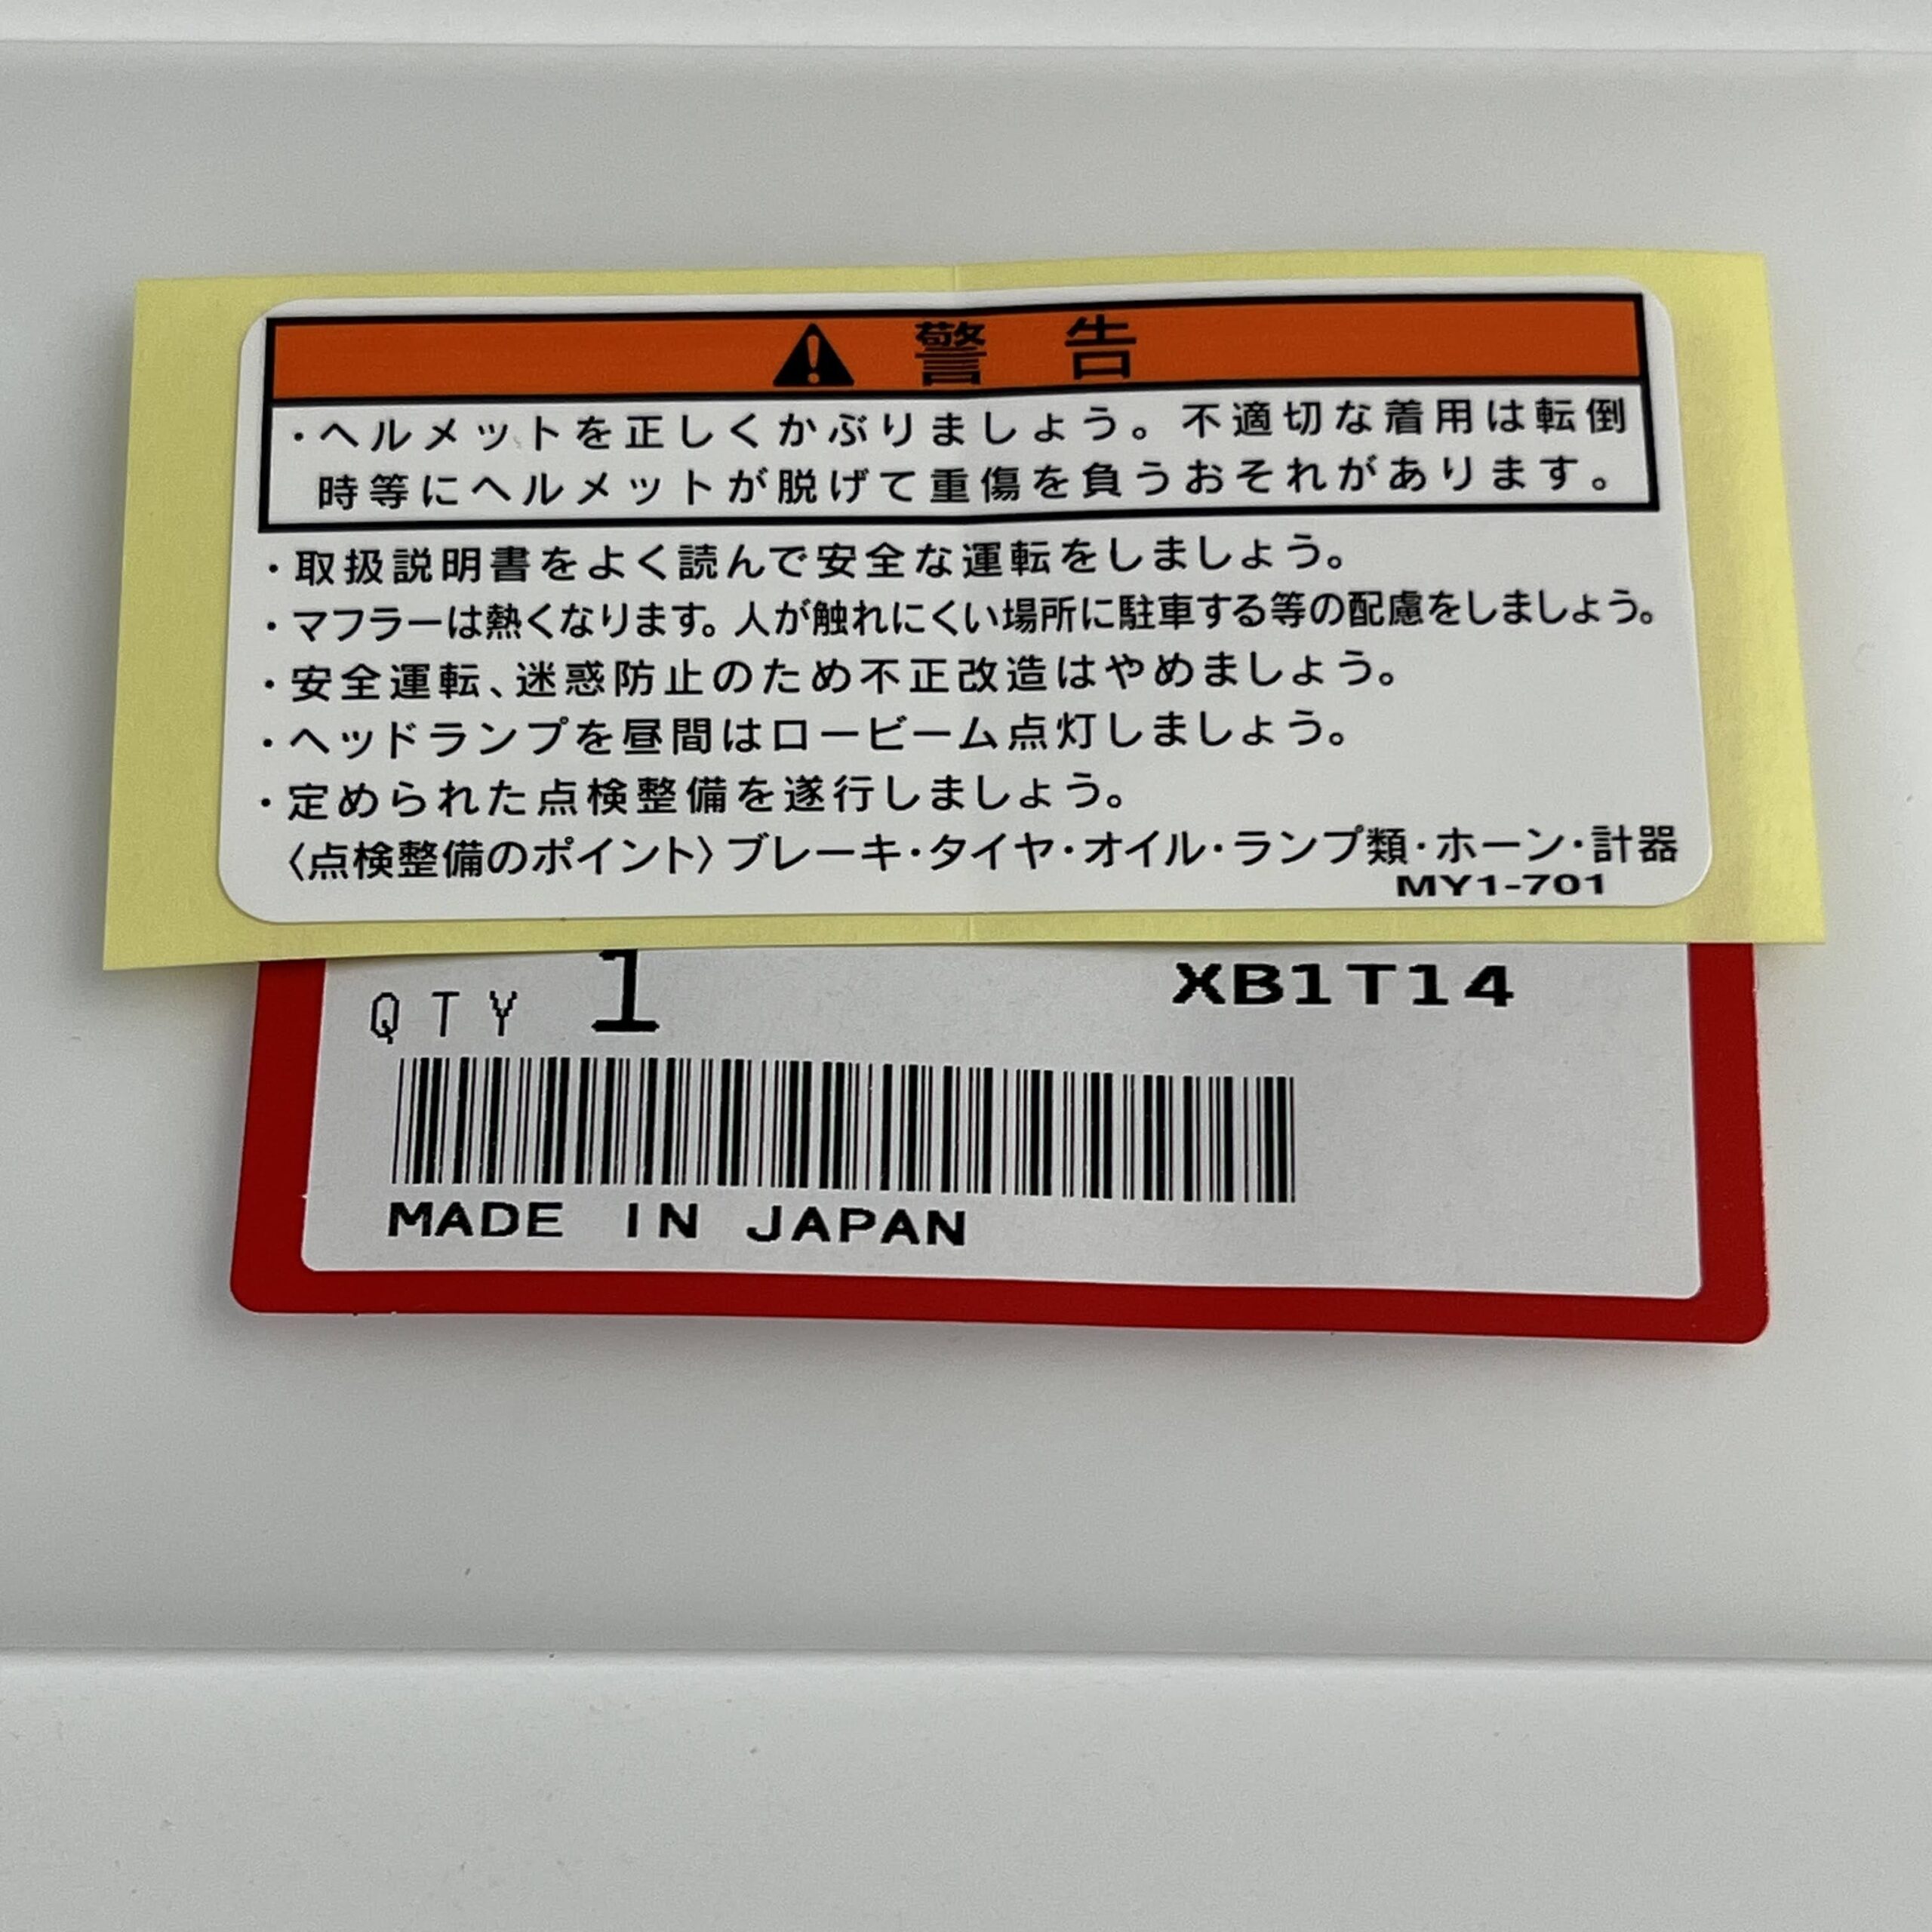 警告
・ヘルメットを正しくかぶりましょう。不適切な着用は転倒
時等にヘルメットが脱げて重傷を負うおそれがあります。
・取扱説明書をよく読んで安全な運転をしましょう。
・マフラーは熱くなります。人が触れにくい場所に駐車する等の配慮をしましょう。
・安全運転、迷惑防止のため不正改造はやめましょう。
・ヘッドランプを昼間はロービーム点灯しましょう。
・定められた点検整備を遂行しましょう。
〈点検整備のポイント〉ブレーキ・タイヤ・オイル・ランプ類・ホーン・計器
MY1-701
QTY 1 XB1T14
MADE IN JAPAN